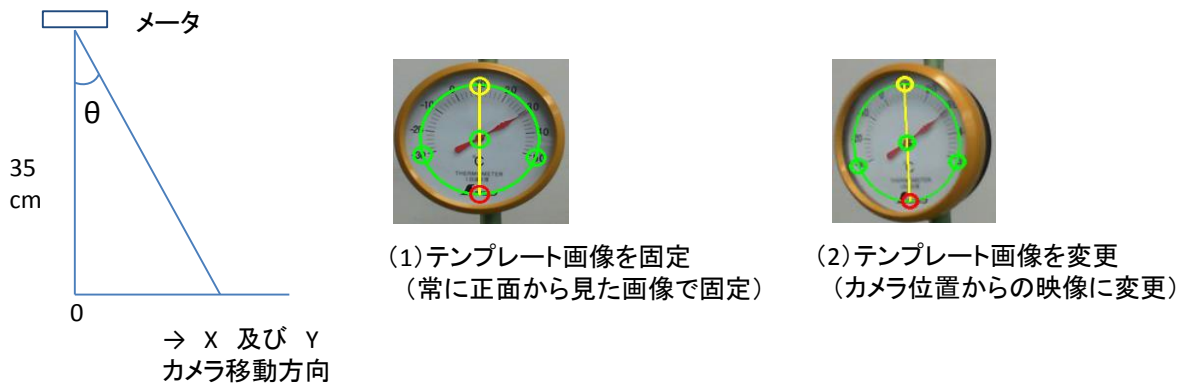 メータ
θ
35
cm
0
→ X 及び Y
カメラ移動方向
THERMOMETER
℃
(1)テンプレート画像を固定
(常に正面から見た画像で固定)
℃
(2)テンプレート画像を変更
(カメラ位置からの映像に変更)